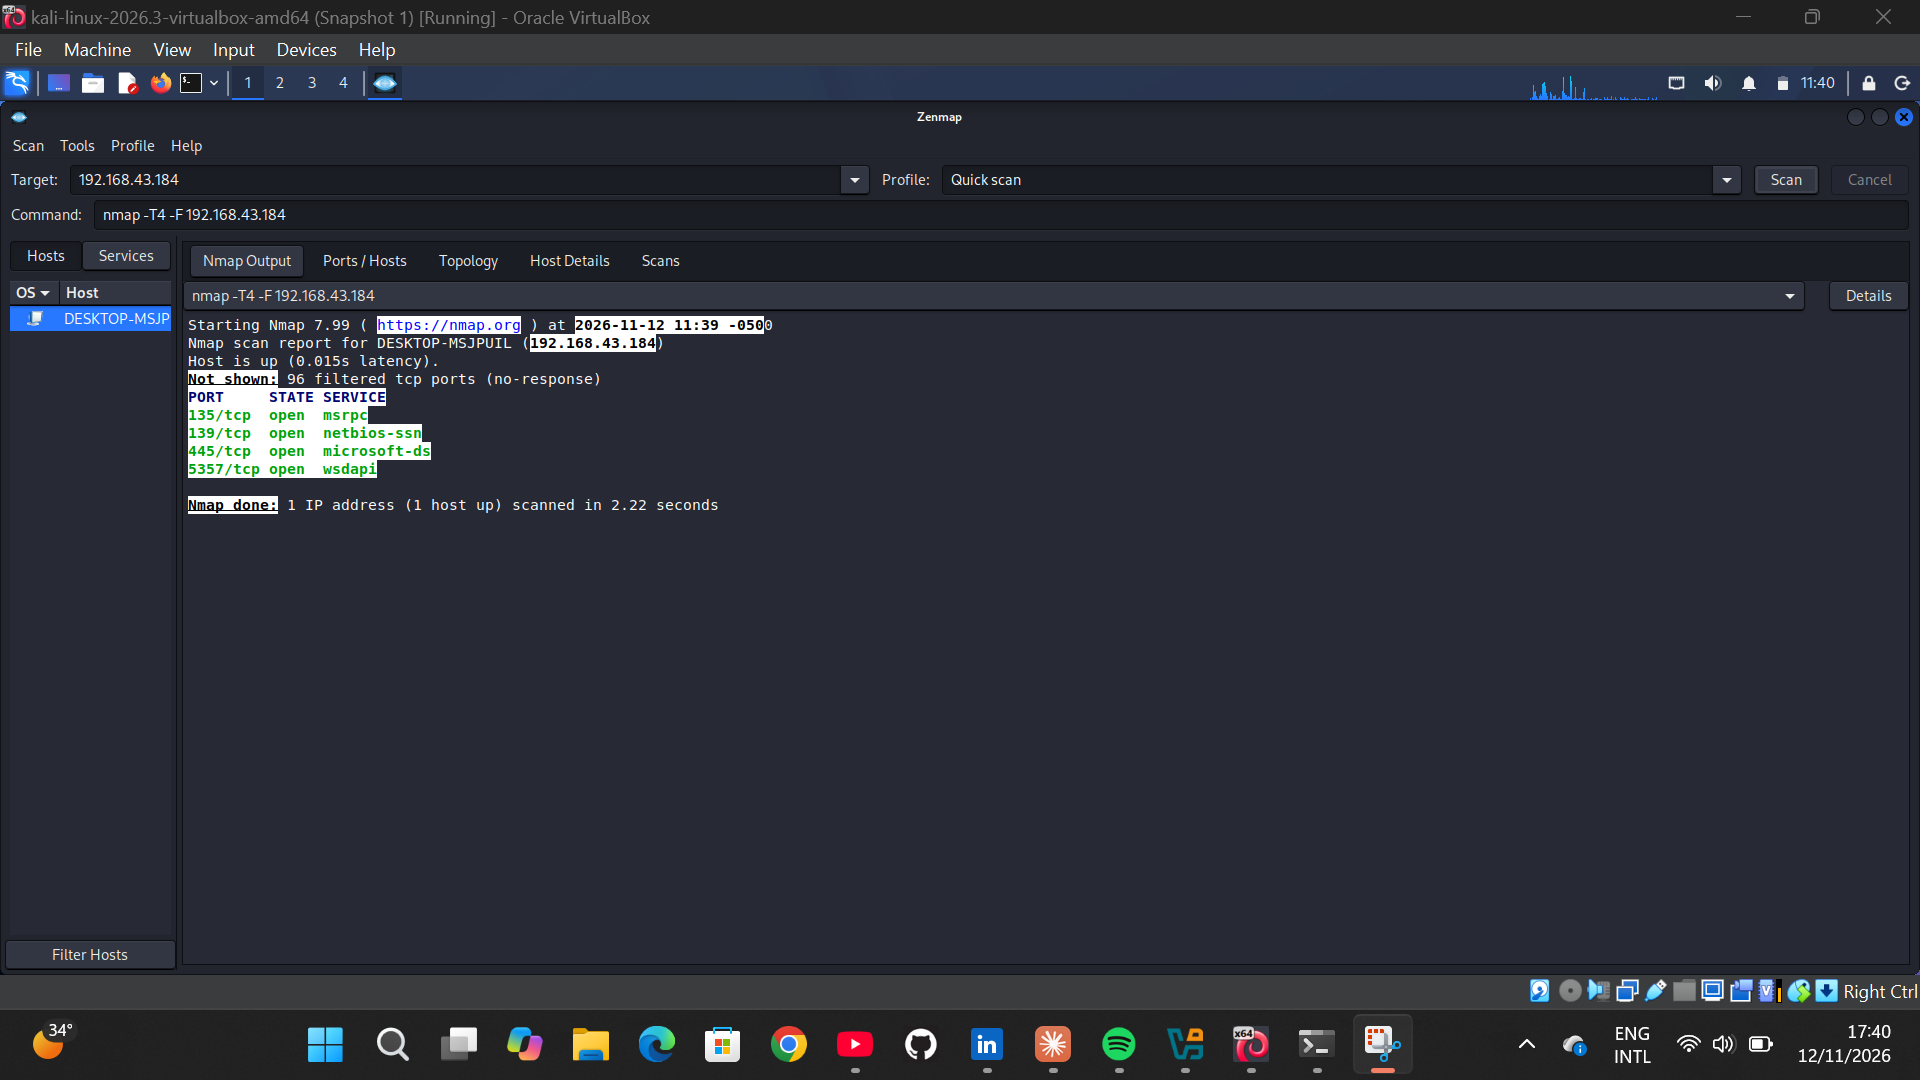 kali-linux-2026.3-virtualbox-amd64 (Snapshot 1) [Running] - Oracle VirtualBox
File Machine View Input Devices Help
1 2 3 4 11:40
Zenmap
Scan Tools Profile Help
Target: 192.168.43.184 Profile: Quick scan Scan Cancel
Command: nmap -T4 -F 192.168.43.184
Hosts Services
Nmap Output Ports / Hosts Topology Host Details Scans
OS Host
nmap -T4 -F 192.168.43.184 Details
DESKTOP-MSJP
Starting Nmap 7.99 ( https://nmap.org ) at 2026-11-12 11:39 -0500
Nmap scan report for DESKTOP-MSJPUIL (192.168.43.184)
Host is up (0.015s latency).
Not shown: 96 filtered tcp ports (no-response)
PORT STATE SERVICE
135/tcp open msrpc
139/tcp open netbios-ssn
445/tcp open microsoft-ds
5357/tcp open wsdapi
Nmap done: 1 IP address (1 host up) scanned in 2.22 seconds
Filter Hosts
Right Ctrl
34°
x64
ENG
INTL
17:40
12/11/2026